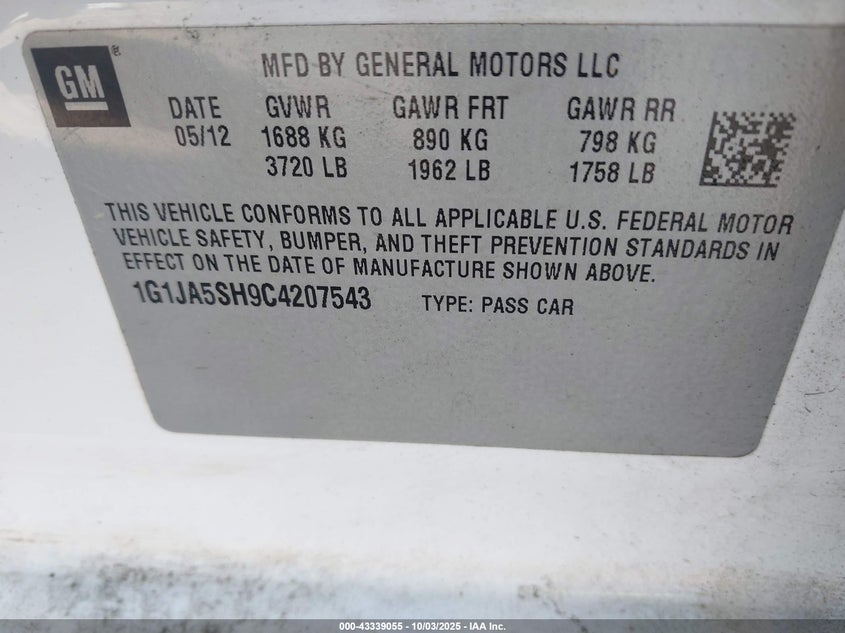 GM®
MFD BY GENERAL MOTORS LLC
DATE GVWR GAWR FRT GAWR RR
05/12 1688 KG 890 KG 798 KG
3720 LB 1962 LB 1758 LB
THIS VEHICLE CONFORMS TO ALL APPLICABLE U.S. FEDERAL MOTOR
VEHICLE SAFETY, BUMPER, AND THEFT PREVENTION STANDARDS IN
EFFECT ON THE DATE OF MANUFACTURE SHOWN ABOVE.
1G1JA5SH9C4207543 TYPE: PASS CAR
000-43339055 - 10/03/2025 - IAA Inc.